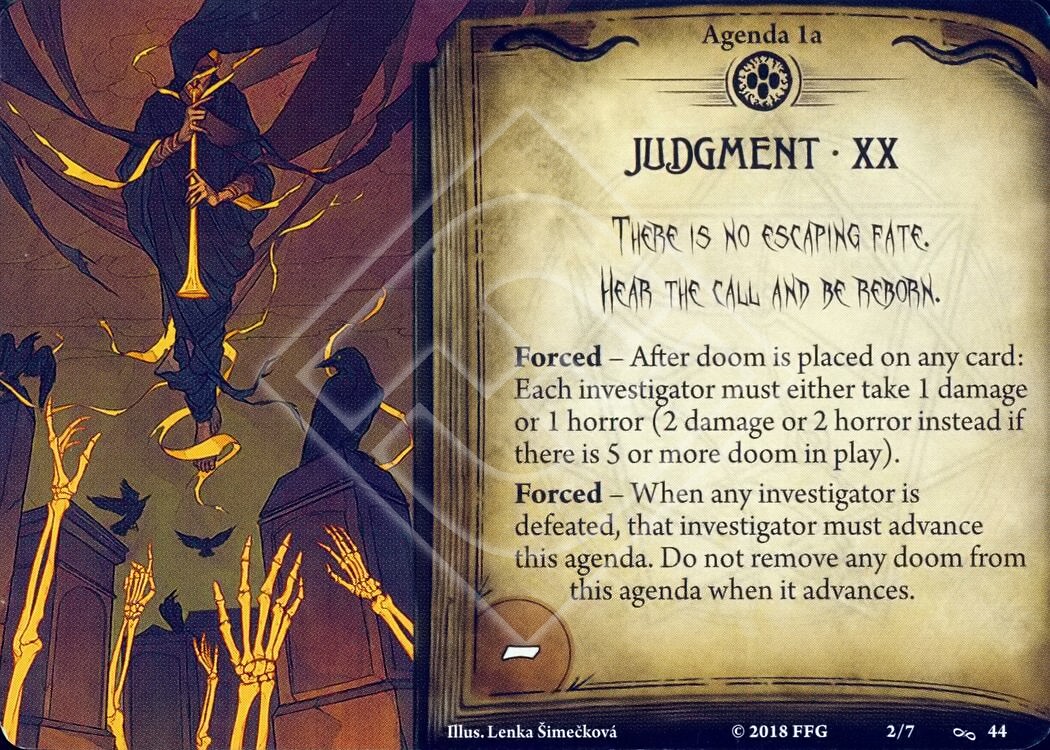 Agenda 1a
JUDGMENT · XX
THERE IS NO ESCAPING FATE.
HEAR THE CALL AND BE REBORN.
Forced – After doom is placed on any card:
Each investigator must either take 1 damage
or 1 horror (2 damage or 2 horror instead if
there is 5 or more doom in play).
Forced – When any investigator is
defeated, that investigator must advance
this agenda. Do not remove any doom from
this agenda when it advances.
–
Illus. Lenka Šimečková © 2018 FFG 2/7 44